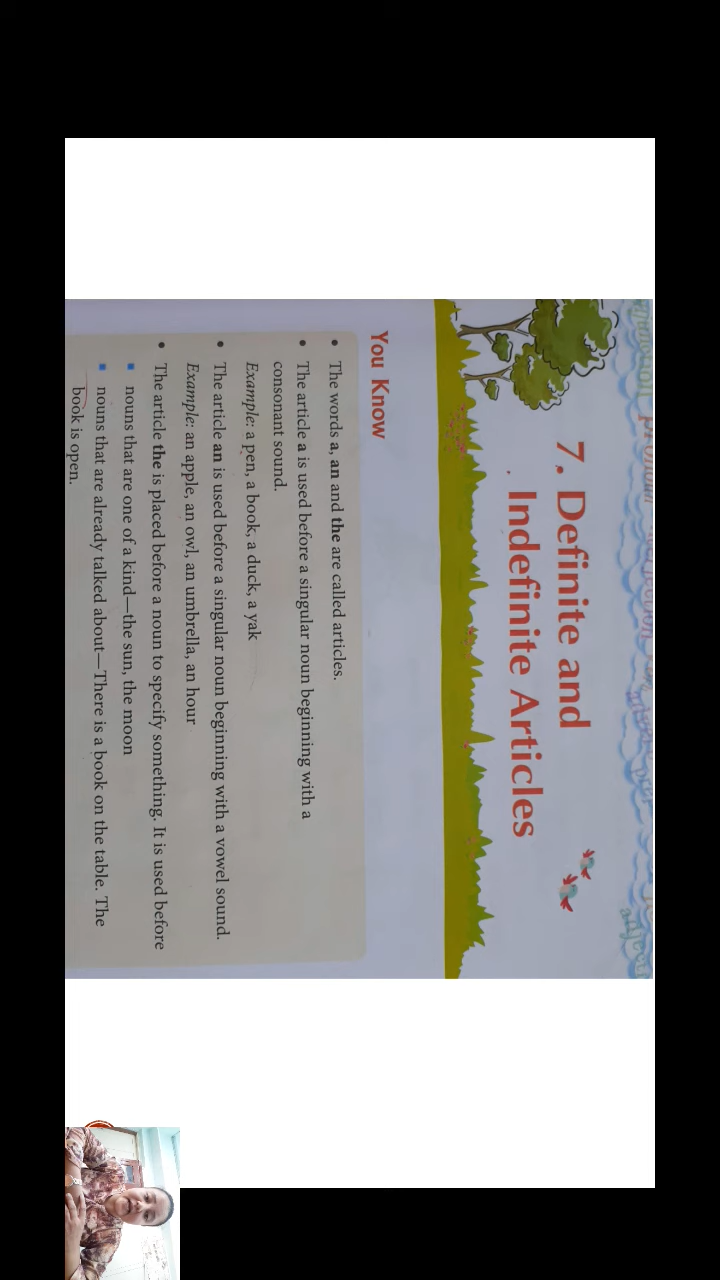 7. Definite and
Indefinite Articles
You Know
• The words a, an and the are called articles.
• The article a is used before a singular noun beginning with a
consonant sound.
Example: a pen, a book, a duck, a yak
• The article an is used before a singular noun beginning with a vowel sound.
Example: an apple, an owl, an umbrella, an hour
• The article the is placed before a noun to specify something. It is used before
▪ nouns that are one of a kind—the sun, the moon
▪ nouns that are already talked about—There is a book on the table. The
book is open.